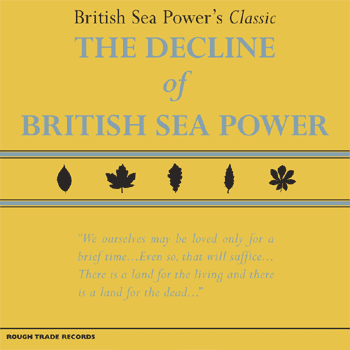 British Sea Power's Classic
THE DECLINE
of
BRITISH SEA POWER
"We ourselves may be loved only for a
brief time...Even so, that will suffice...
There is a land for the living and there
is a land for the dead..."
ROUGH TRADE RECORDS